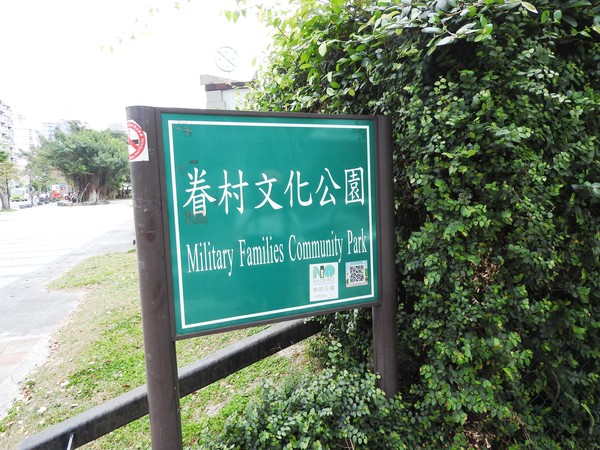 眷村文化公園
Military Families Community Park